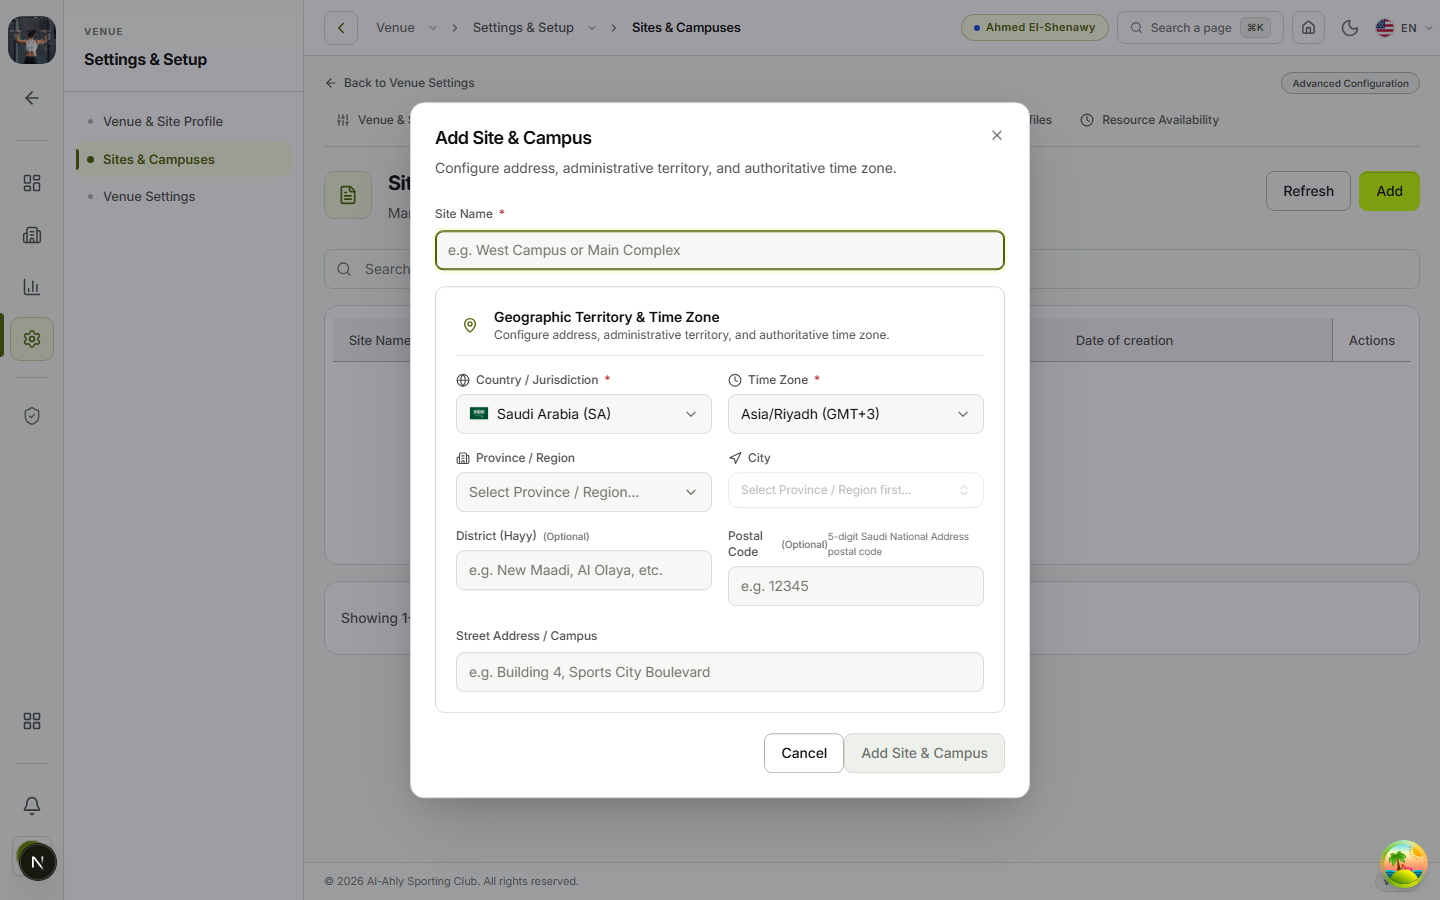 VENUE
Settings & Setup
Venue & Site Profile
Sites & Campuses
Venue Settings
Venue
Settings & Setup
Sites & Campuses
Ahmed El-Shenawy
Search a page
⌘K
EN
Back to Venue Settings
Advanced Configuration
Venue &
Resource Availability
Refresh
Add
Search
Site Name
Date of creation
Actions
Showing 1-
Add Site & Campus
Configure address, administrative territory, and authoritative time zone.
Site Name *
e.g. West Campus or Main Complex
Geographic Territory & Time Zone
Configure address, administrative territory, and authoritative time zone.
Country / Jurisdiction *
Time Zone *
Saudi Arabia (SA)
Asia/Riyadh (GMT+3)
Province / Region
City
Select Province / Region...
Select Province / Region first...
District (Hayy) (Optional)
Postal Code (Optional) 5-digit Saudi National Address postal code
e.g. New Maadi, Al Olaya, etc.
e.g. 12345
Street Address / Campus
e.g. Building 4, Sports City Boulevard
Cancel
Add Site & Campus
N
© 2026 Al-Ahly Sporting Club. All rights reserved.